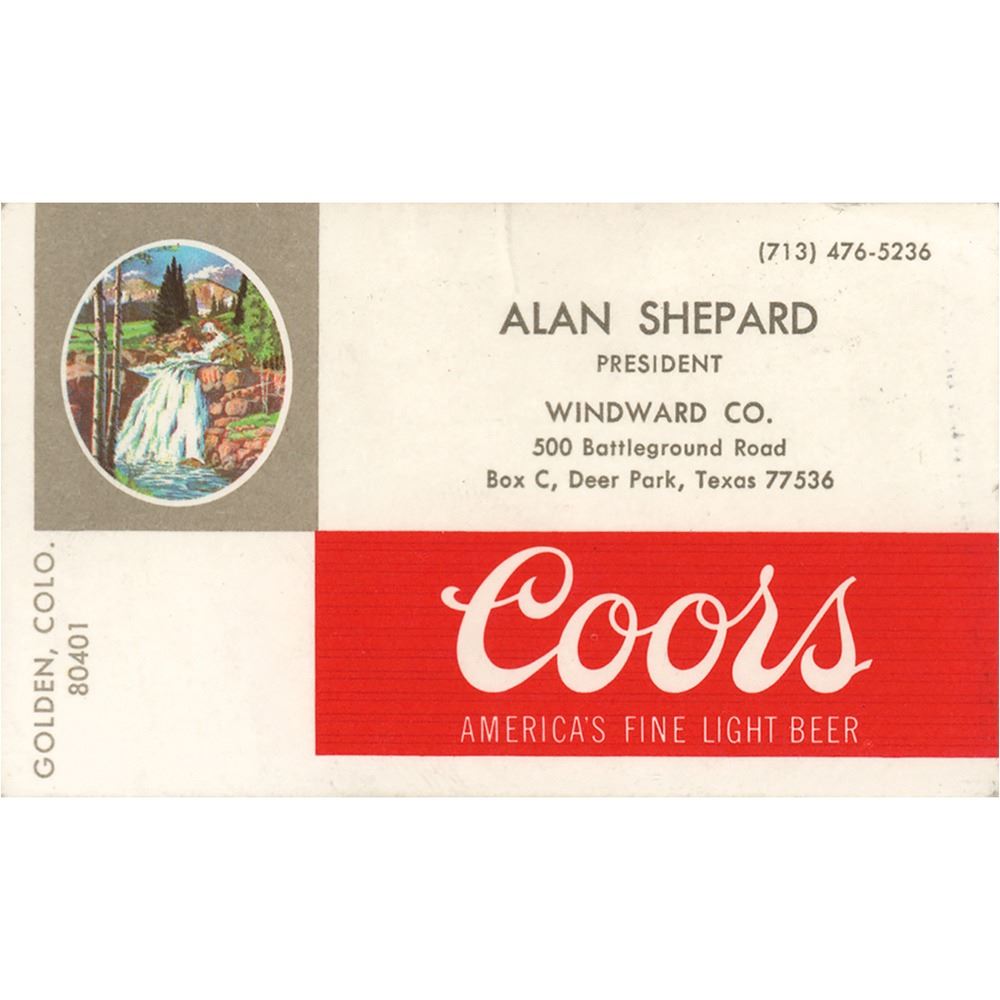 (713) 476-5236
ALAN SHEPARD
PRESIDENT
WINDWARD CO.
500 Battleground Road
Box C, Deer Park, Texas 77536
GOLDEN, COLO.
80401
Coors
AMERICA'S FINE LIGHT BEER